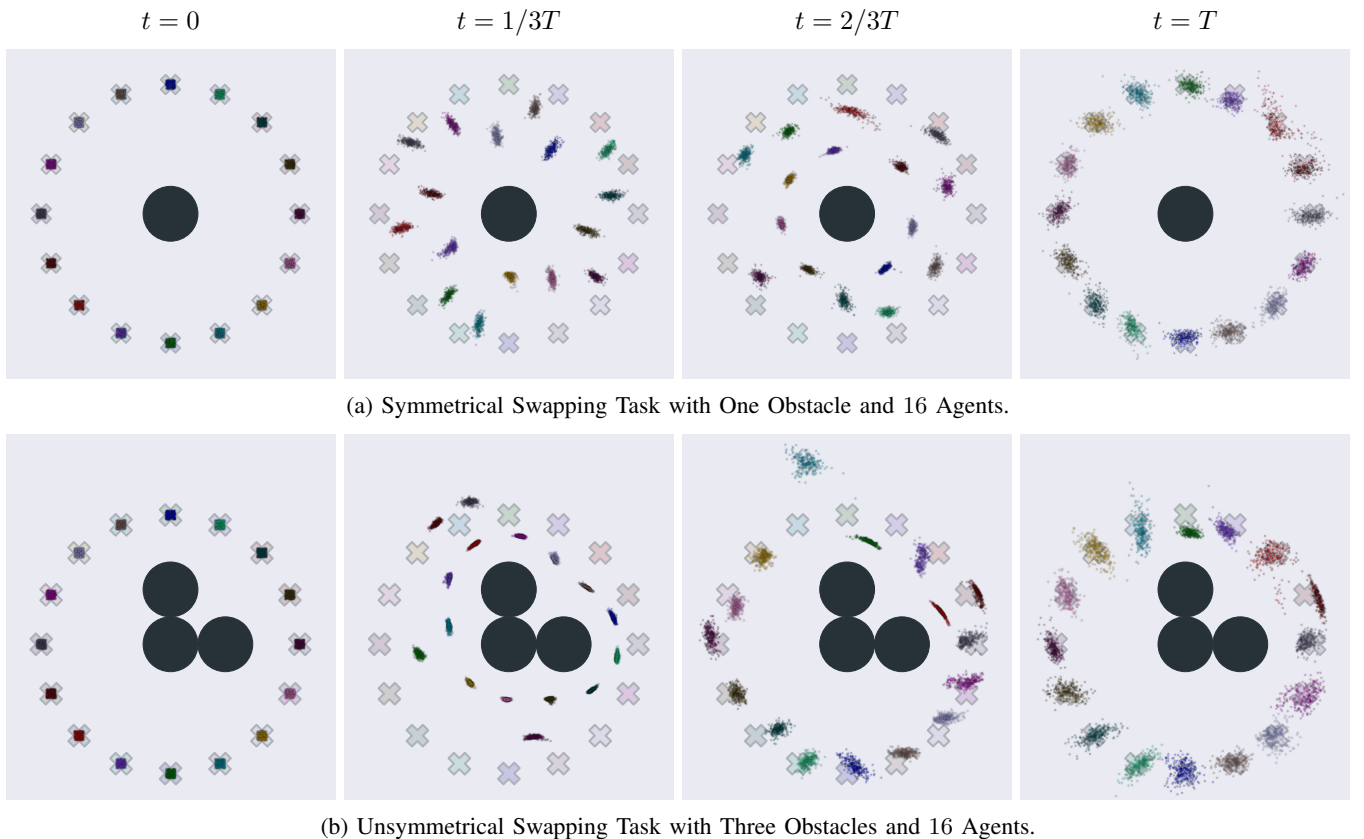 t = 0 t = 1/3T t = 2/3T t = T
(a) Symmetrical Swapping Task with One Obstacle and 16 Agents.
(b) Unsymmetrical Swapping Task with Three Obstacles and 16 Agents.